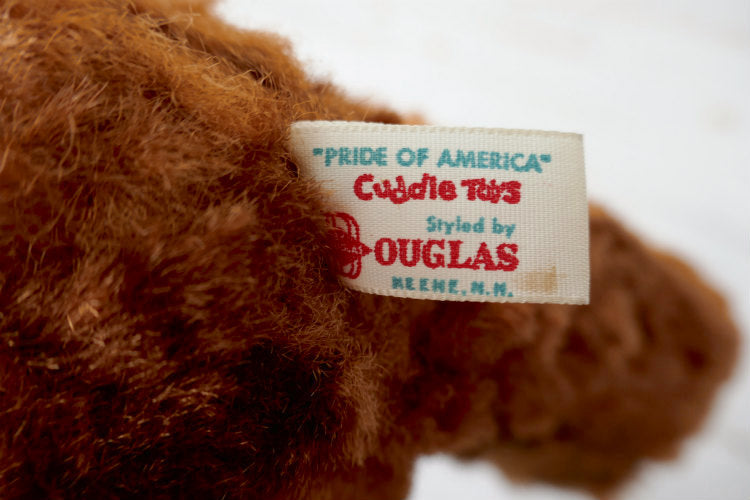 "PRIDE OF AMERICA"
Cuddle Toys
Styled by
DOUGLAS
KEENE, N.H.